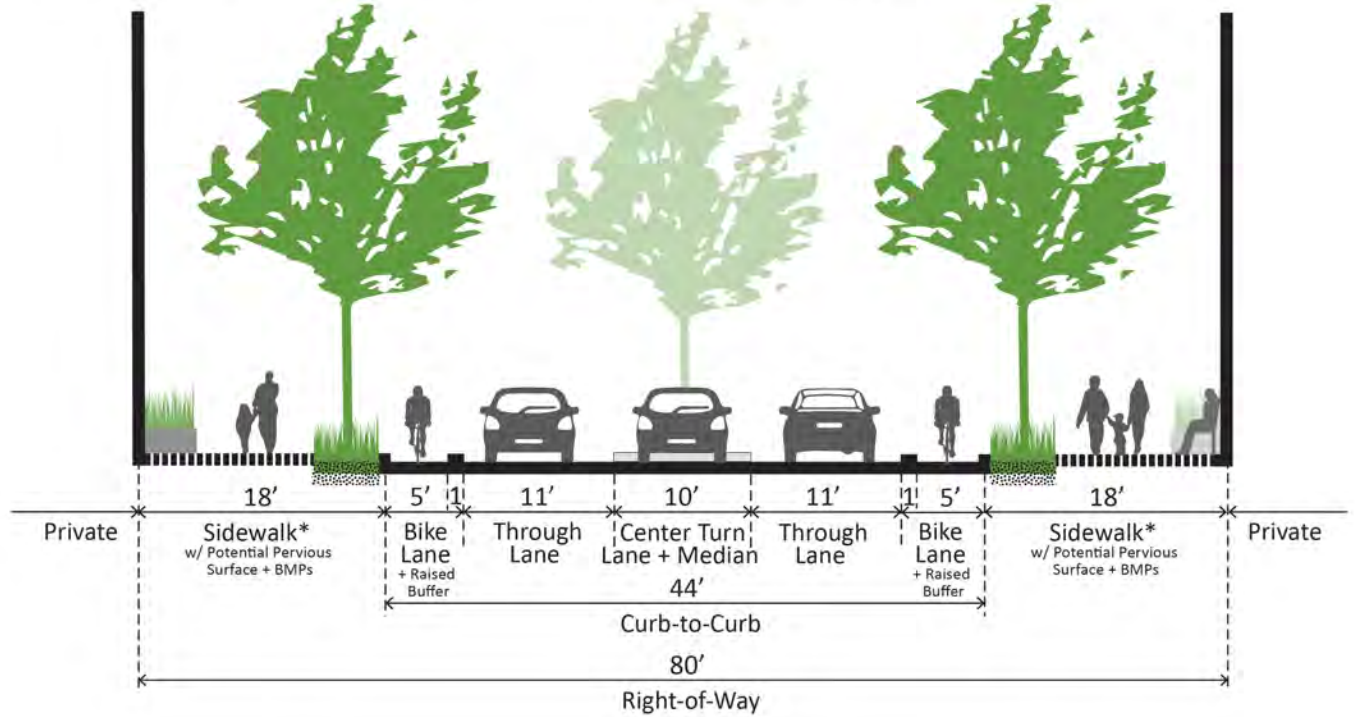 18’ 5’ 1 11’ 10’ 11’ 1’ 5’ 18’
Private
Sidewalk*
w/ Potential Pervious
Surface + BMPs
Bike
Lane
+ Raised
Buffer
Through
Lane
Center Turn
Lane + Median
Through
Lane
Bike
Lane
+ Raised
Buffer
Sidewalk*
w/ Potential Pervious
Surface + BMPs
Private
44’
Curb-to-Curb
80’
Right-of-Way